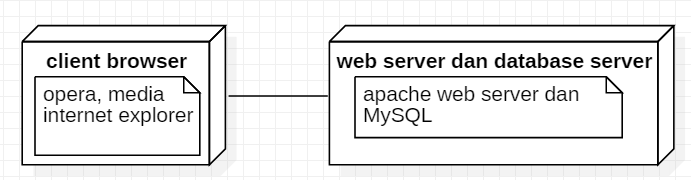 client browser
opera, media
internet explorer
web server dan database server
apache web server dan
MySQL